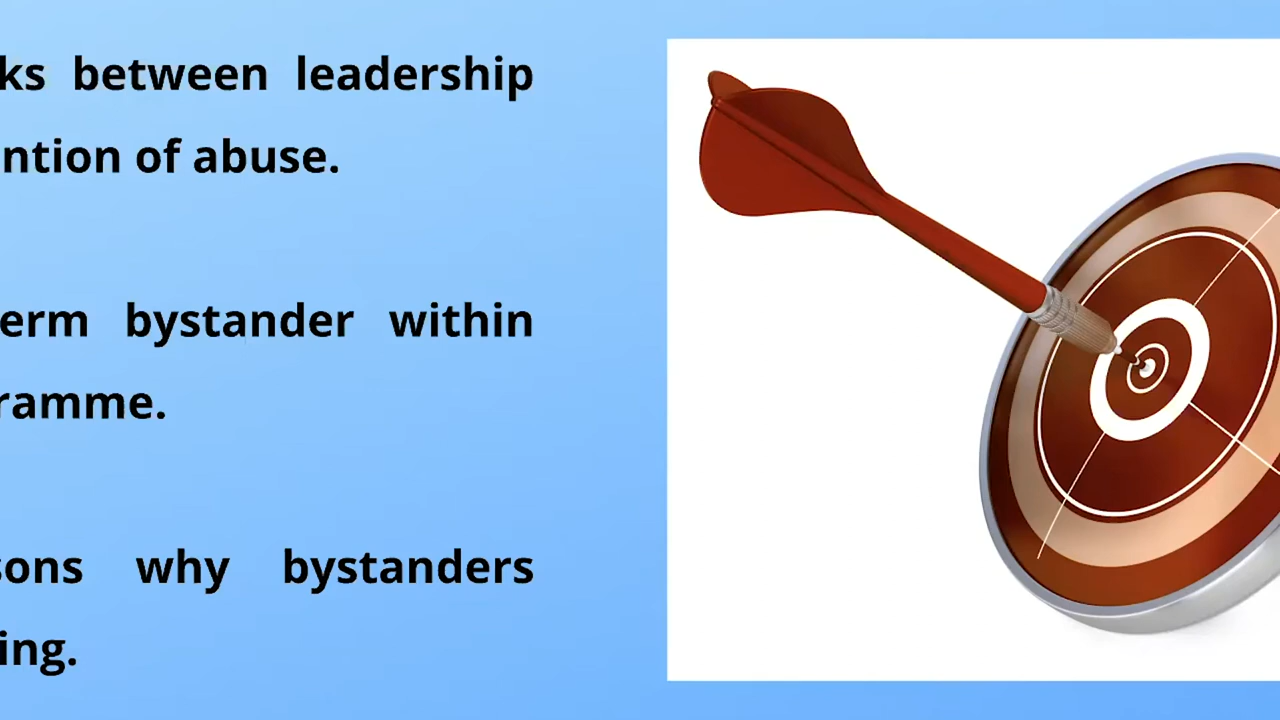 ks between leadership
ntion of abuse.
erm bystander within
ramme.
sons why bystanders
ing.